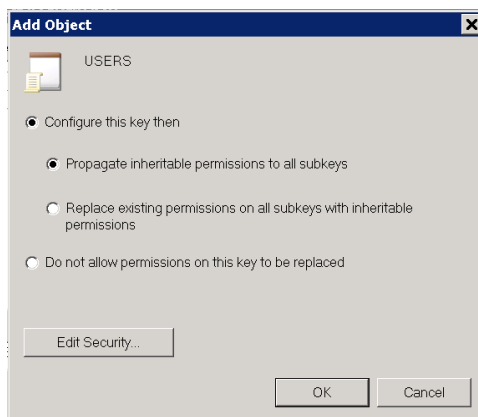 Add Object
USERS
Configure this key then
Propagate inheritable permissions to all subkeys
Replace existing permissions on all subkeys with inheritable
permissions
Do not allow permissions on this key to be replaced
Edit Security...
OK
Cancel